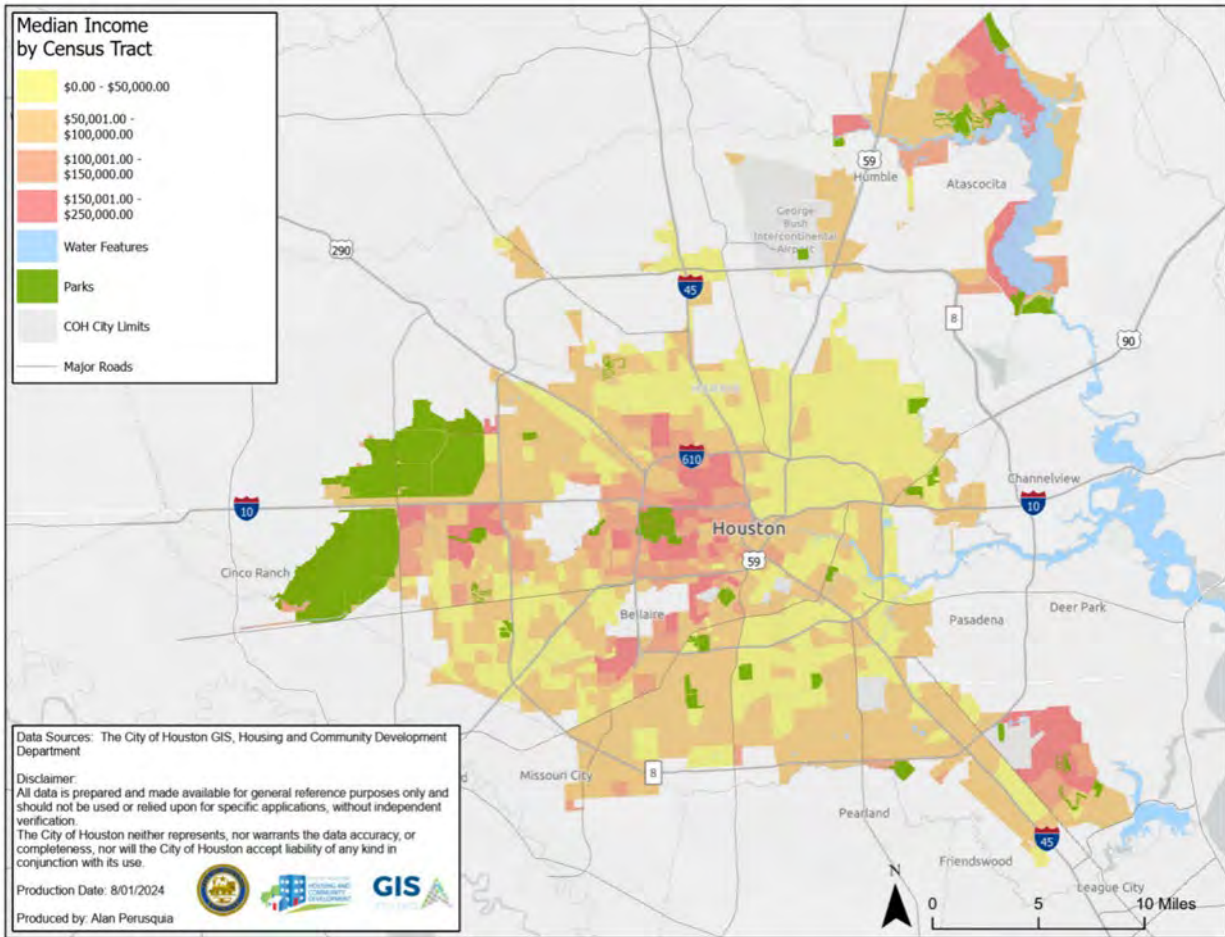 Median Income
by Census Tract
$0.00 - $50,000.00
$50,001.00 -
$100,000.00
$100,001.00 -
$150,000.00
$150,001.00 -
$250,000.00
Water Features
Parks
COH City Limits
Major Roads
59
Humble
Atascocita
George
Bush
Intercontinental
Airport
290
45
8
90
610
Channelview
10
10
Houston
59
Cinco Ranch
Bellaire
Pasadena
Deer Park
Missouri City
8
Pearland
45
Friendswood
League City
N
0 5 10 Miles
Data Sources: The City of Houston GIS, Housing and Community Development
Department
Disclaimer:
All data is prepared and made available for general reference purposes only and
should not be used or relied upon for specific applications, without independent
verification.
The City of Houston neither represents, nor warrants the data accuracy, or
completeness, nor will the City of Houston accept liability of any kind in
conjunction with its use.
Production Date: 8/01/2024
HOUSING AND
COMMUNITY
DEVELOPMENT
GIS
Produced by: Alan Perusquia